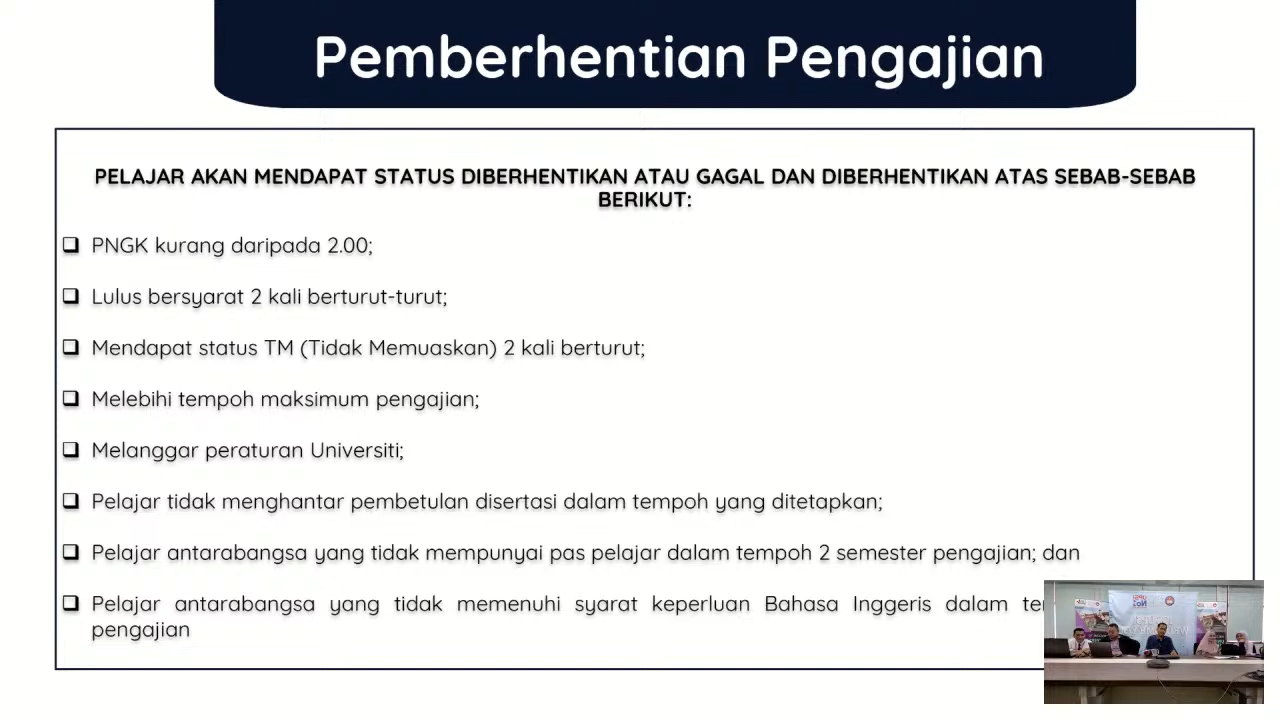 Pemberhentian Pengajian
PELAJAR AKAN MENDAPAT STATUS DIBERHENTIKAN ATAU GAGAL DAN DIBERHENTIKAN ATAS SEBAB-SEBAB
BERIKUT:
PNGK kurang daripada 2.00;
Lulus bersyarat 2 kali berturut-turut;
Mendapat status TM (Tidak Memuaskan) 2 kali berturut;
Melebihi tempoh maksimum pengajian;
Melanggar peraturan Universiti;
Pelajar tidak menghantar pembetulan disertasi dalam tempoh yang ditetapkan;
Pelajar antarabangsa yang tidak mempunyai pas pelajar dalam tempoh 2 semester pengajian; dan
Pelajar antarabangsa yang tidak memenuhi syarat keperluan Bahasa Inggeris dalam
pengajian